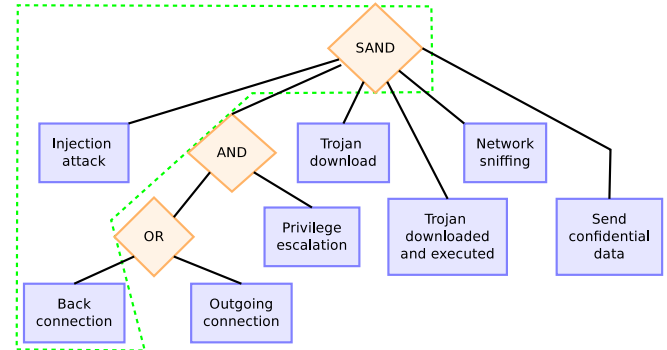 SAND
Injection
attack
AND
Trojan
download
Network
sniffing
OR
Privilege
escalation
Trojan
downloaded
and executed
Send
confidential
data
Back
connection
Outgoing
connection